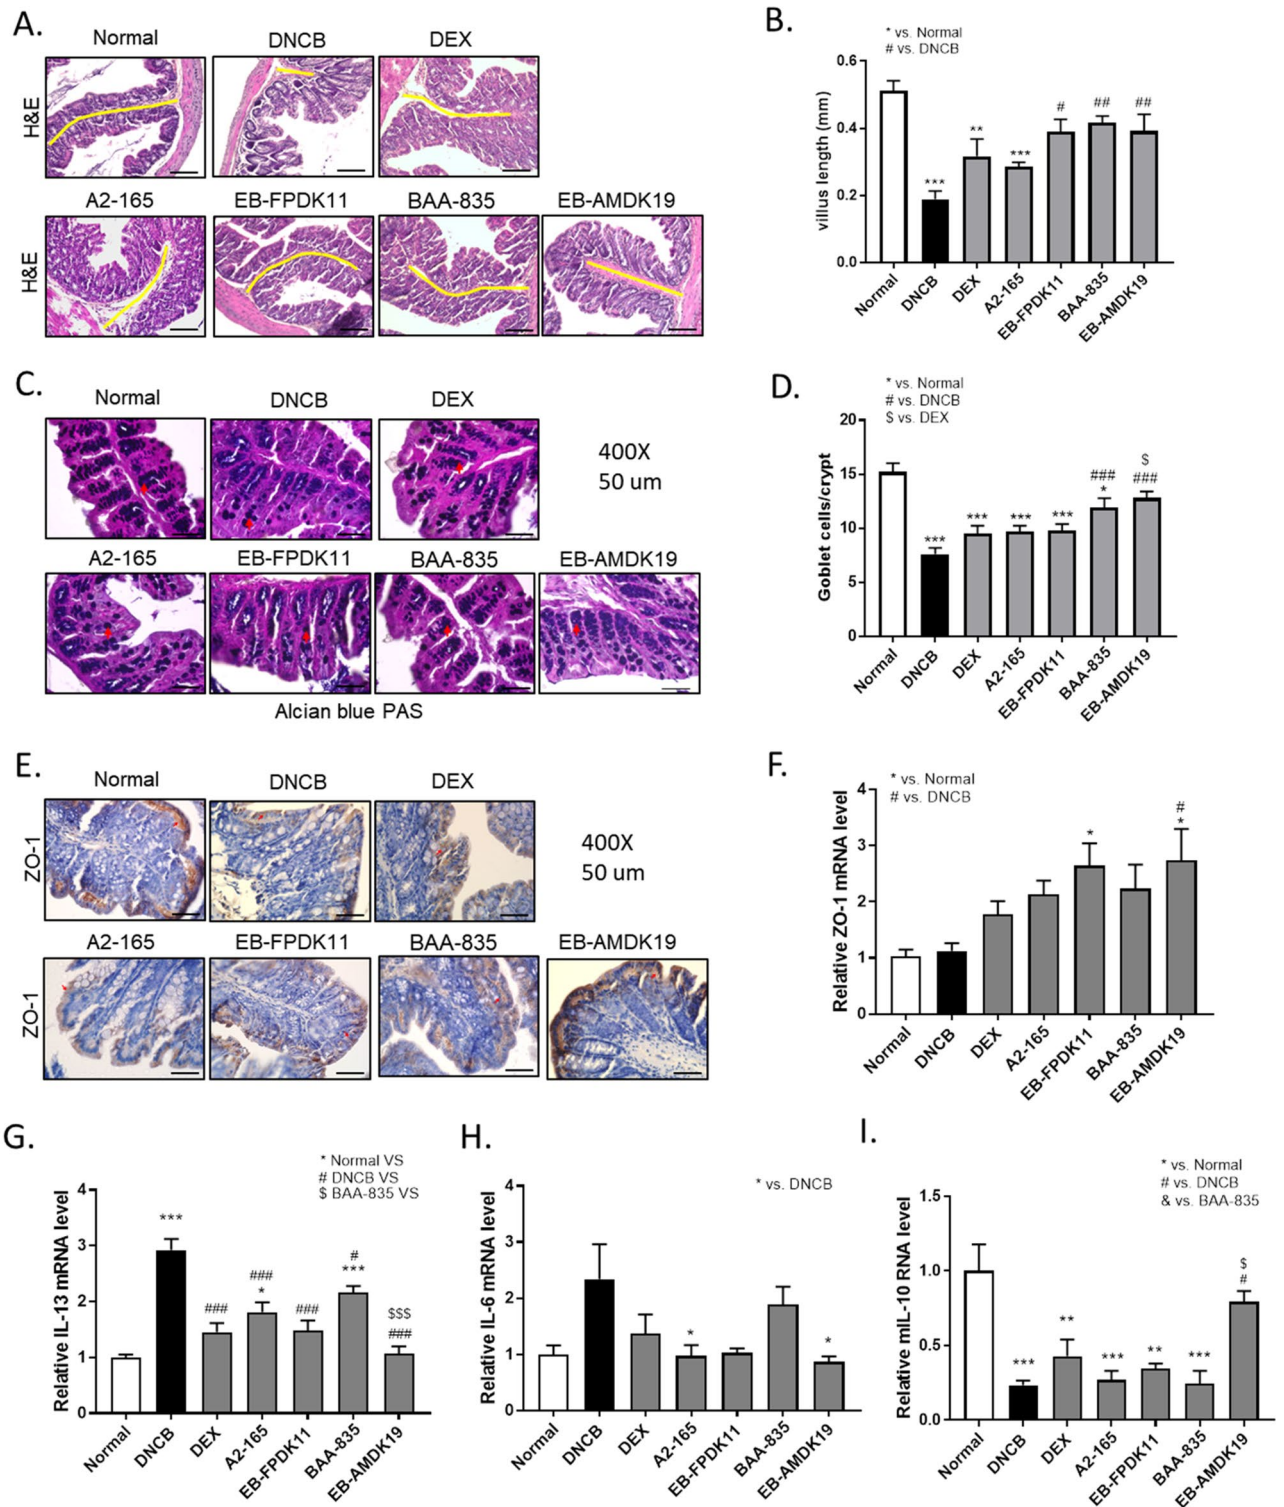 A.
Normal DNCB DEX
H&E
A2-165 EB-FPDK11 BAA-835 EB-AMDK19
H&E
B.
* vs. Normal
# vs. DNCB
villus length (mm)
0.6
0.4
0.2
0.0
*** ** *** # ## ##
Normal DNCB DEX A2-165 EB-FPDK11 BAA-835 EB-AMDK19
C.
Normal DNCB DEX
400X
50 um
A2-165 EB-FPDK11 BAA-835 EB-AMDK19
Alcian blue PAS
D.
* vs. Normal
# vs. DNCB
$ vs. DEX
Goblet cells/crypt
20
15
10
5
0
$
### ###
*
*** *** *** ***
Normal DNCB DEX A2-165 EB-FPDK11 BAA-835 EB-AMDK19
E.
Normal DNCB DEX
ZO-1
400X
50 um
A2-165 EB-FPDK11 BAA-835 EB-AMDK19
ZO-1
F.
* vs. Normal
# vs. DNCB
Relative ZO-1 mRNA level
4
3
2
1
0
#
* *
Normal DNCB DEX A2-165 EB-FPDK11 BAA-835 EB-AMDK19
G.
* Normal VS
# DNCB VS
$ BAA-835 VS
Relative IL-13 mRNA level
4
3
2
1
0
***
#
***
### ### ###
*
$$$
###
Normal DNCB DEX A2-165 EB-FPDK11 BAA-835 EB-AMDK19
H.
* vs. DNCB
Relative IL-6 mRNA level
4
3
2
1
0
* *
Normal DNCB DEX A2-165 EB-FPDK11 BAA-835 EB-AMDK19
I.
* vs. Normal
# vs. DNCB
& vs. BAA-835
Relative mIL-10 RNA level
1.5
1.0
0.5
0.0
$
#
*** ** *** ** ***
Normal DNCB DEX A2-165 EB-FPDK11 BAA-835 EB-AMDK19